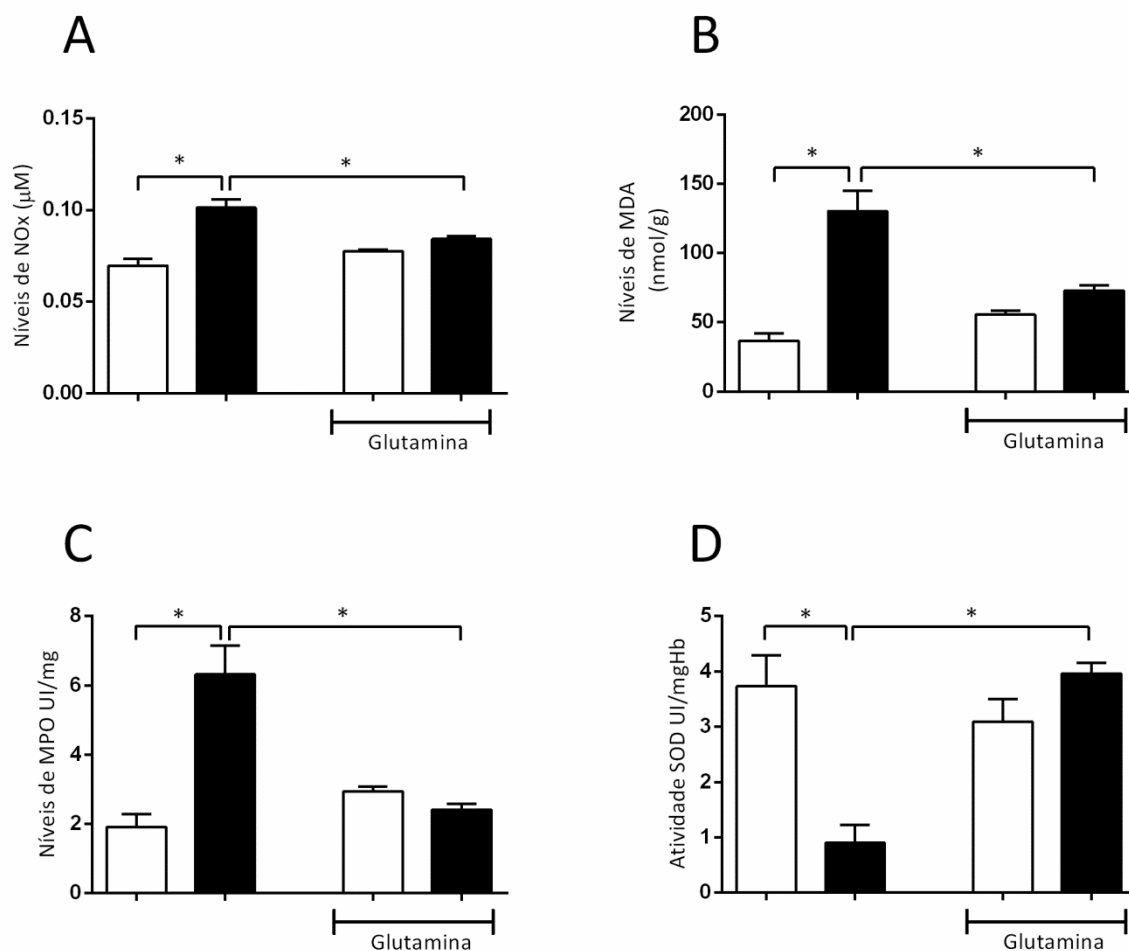 A
Níveis de NOx (μM)
0.15
0.10
0.05
0.00
*
*
Glutamina
B
Níveis de MDA
(nmol/g)
200
150
100
50
0
*
*
Glutamina
C
Níveis de MPO UI/mg
8
6
4
2
0
*
*
Glutamina
D
Atividade SOD UI/mgHb
5
4
3
2
1
0
*
*
Glutamina